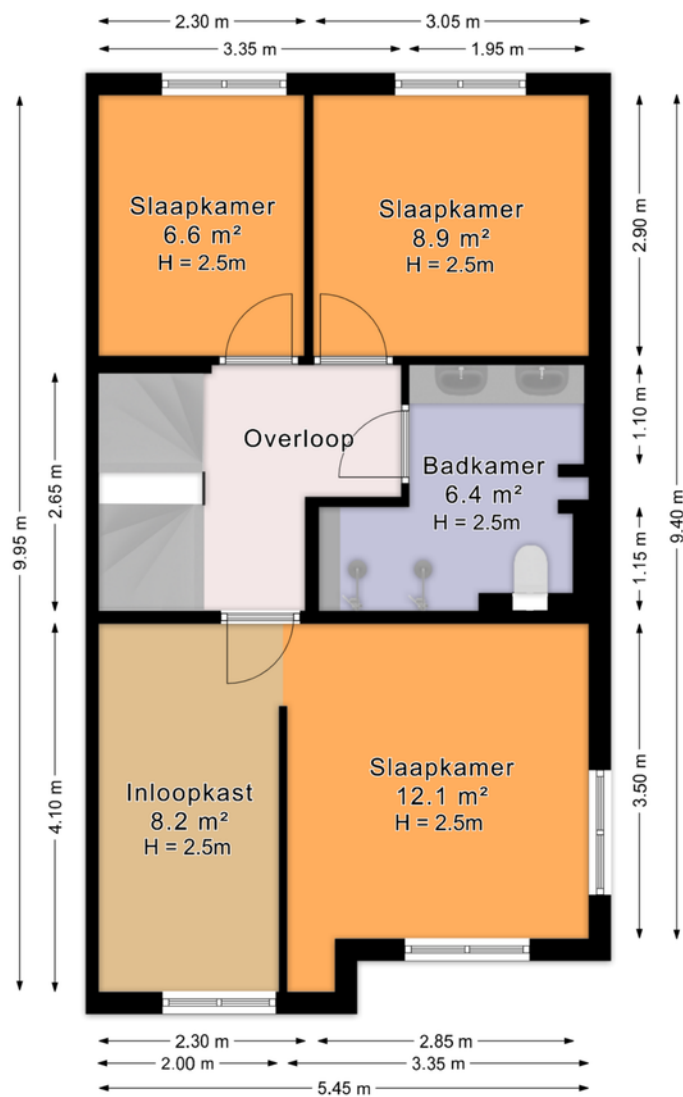 2.30 m
3.05 m
3.35 m
1.95 m
Slaapkamer
6.6 m²
H = 2.5m
Slaapkamer
8.9 m²
H = 2.5m
2.90 m
Overloop
Badkamer
6.4 m²
H = 2.5m
1.10 m
2.65 m
9.95 m
9.40 m
1.15 m
Inloopkast
8.2 m²
H = 2.5m
Slaapkamer
12.1 m²
H = 2.5m
4.10 m
3.50 m
2.30 m
2.85 m
2.00 m
3.35 m
5.45 m